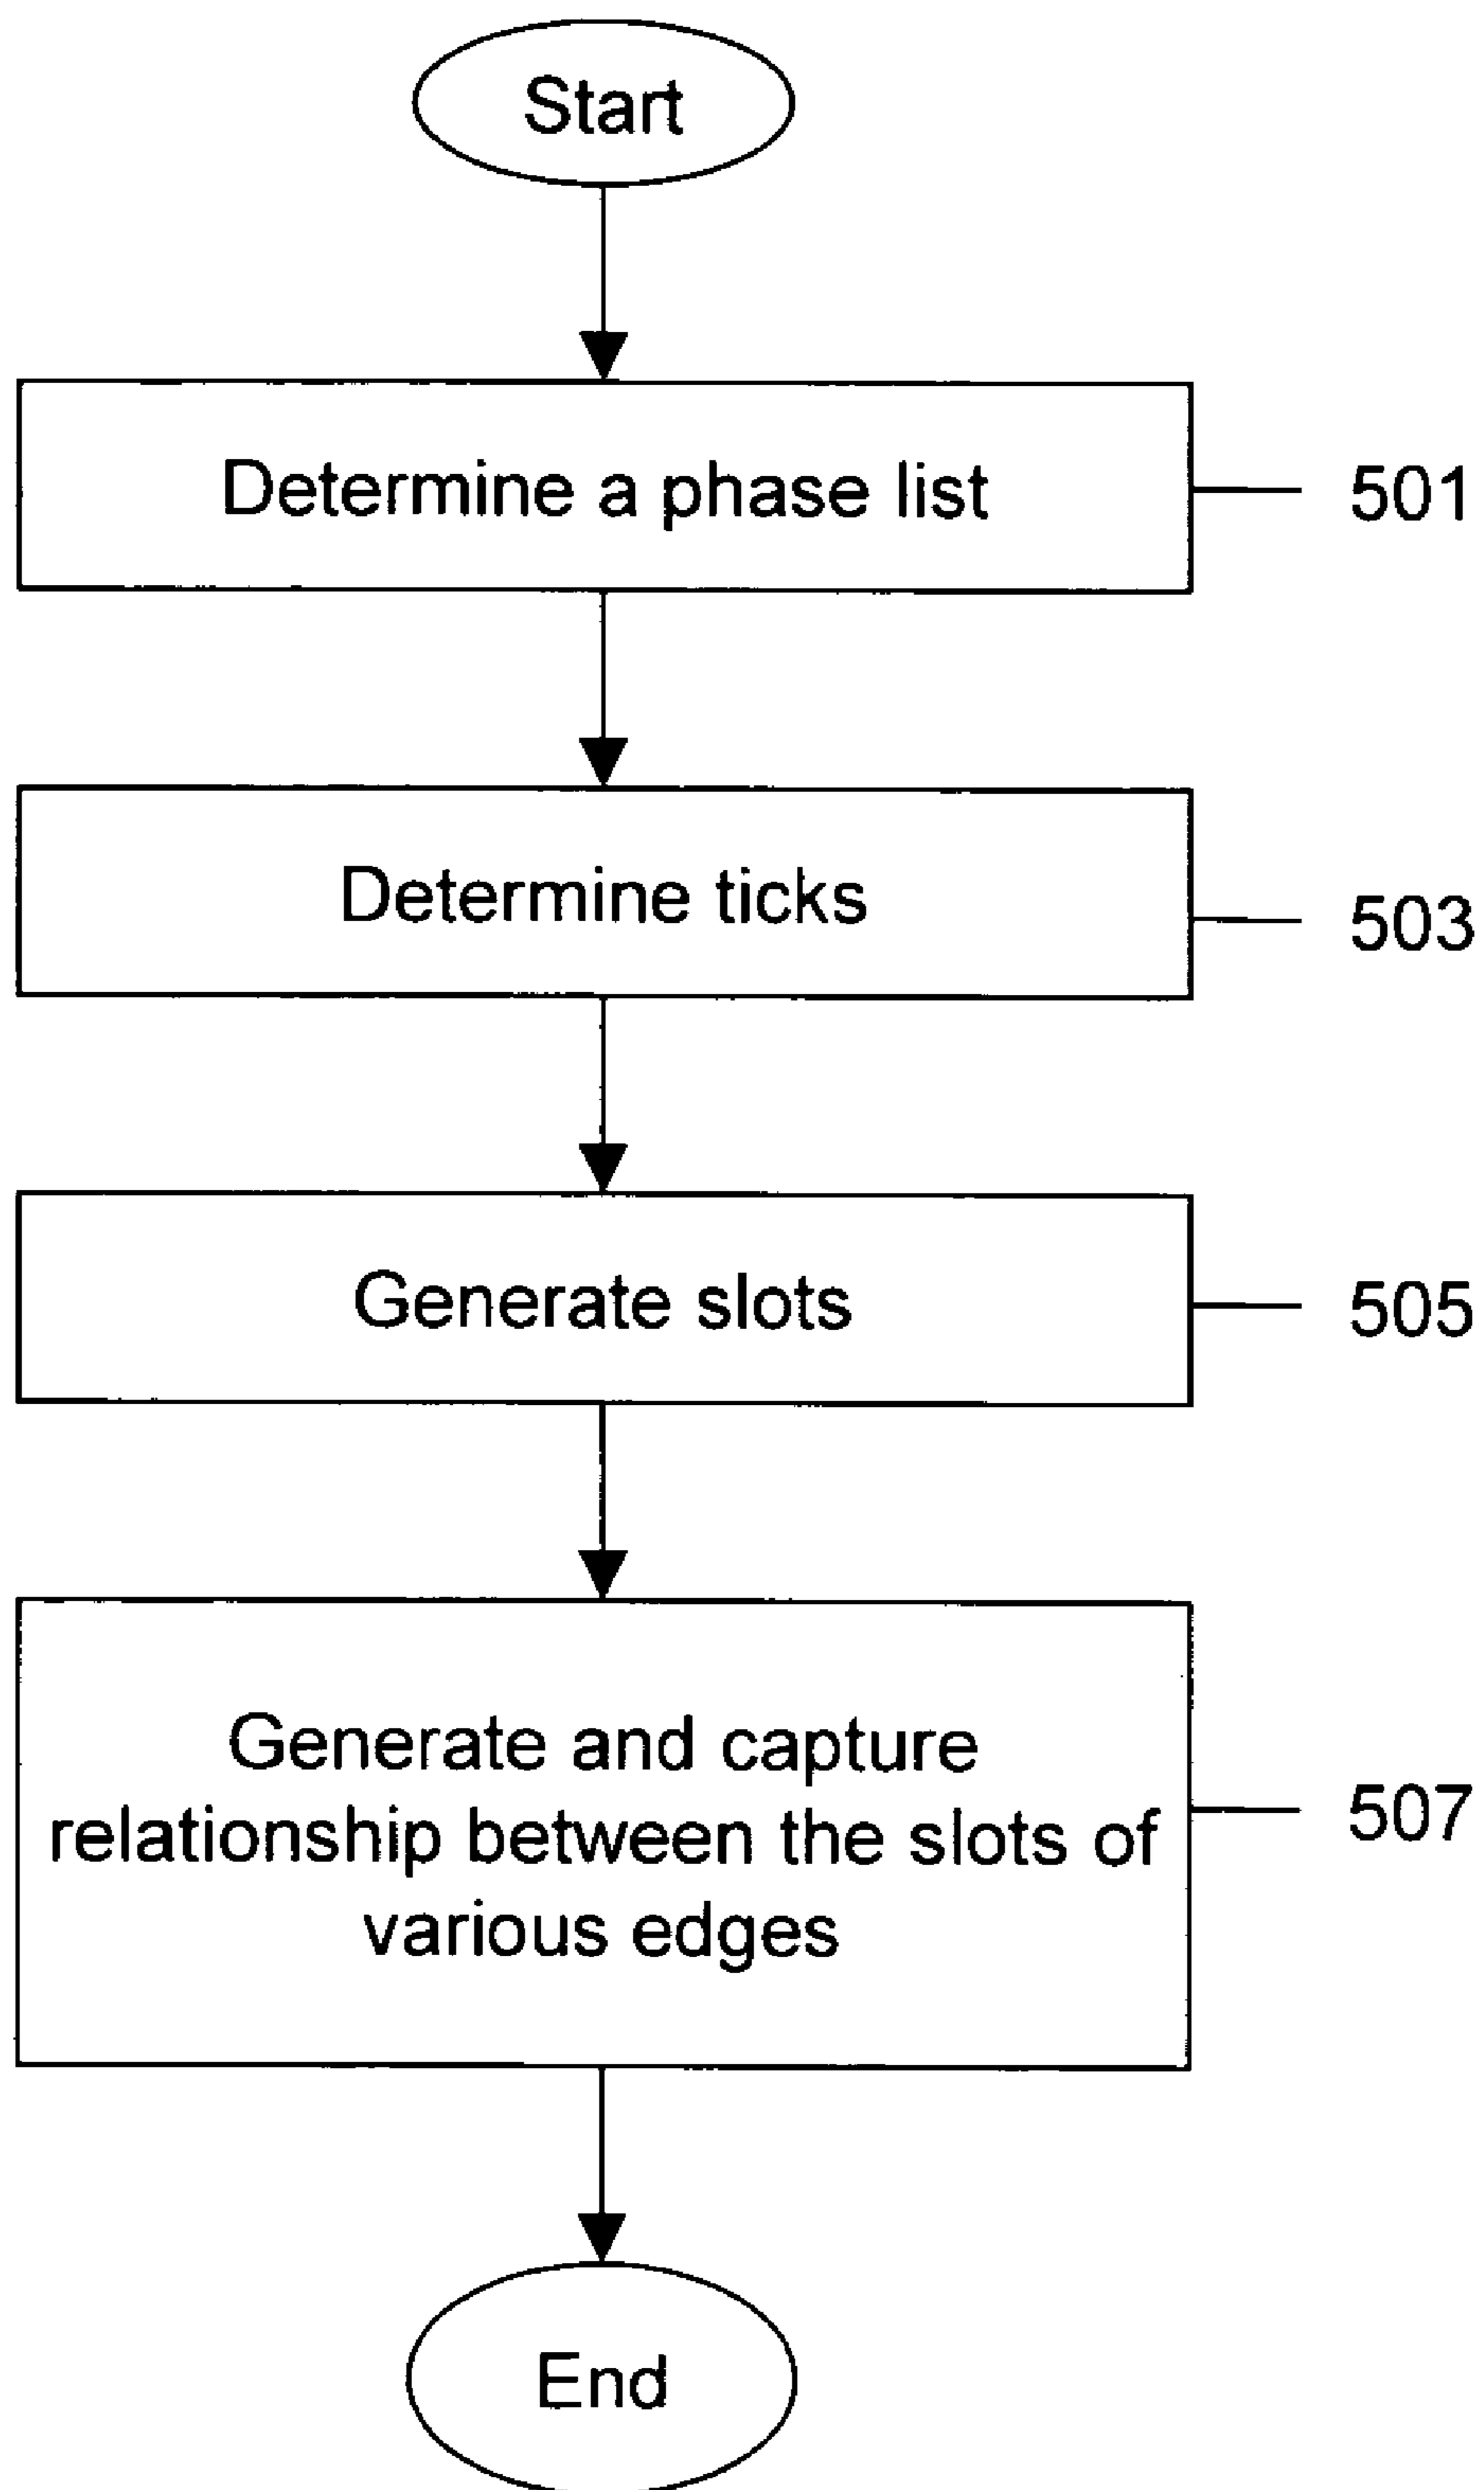 Start
Determine a phase list
501
Determine ticks
503
Generate slots
505
Generate and capture
relationship between the slots of
various edges
507
End